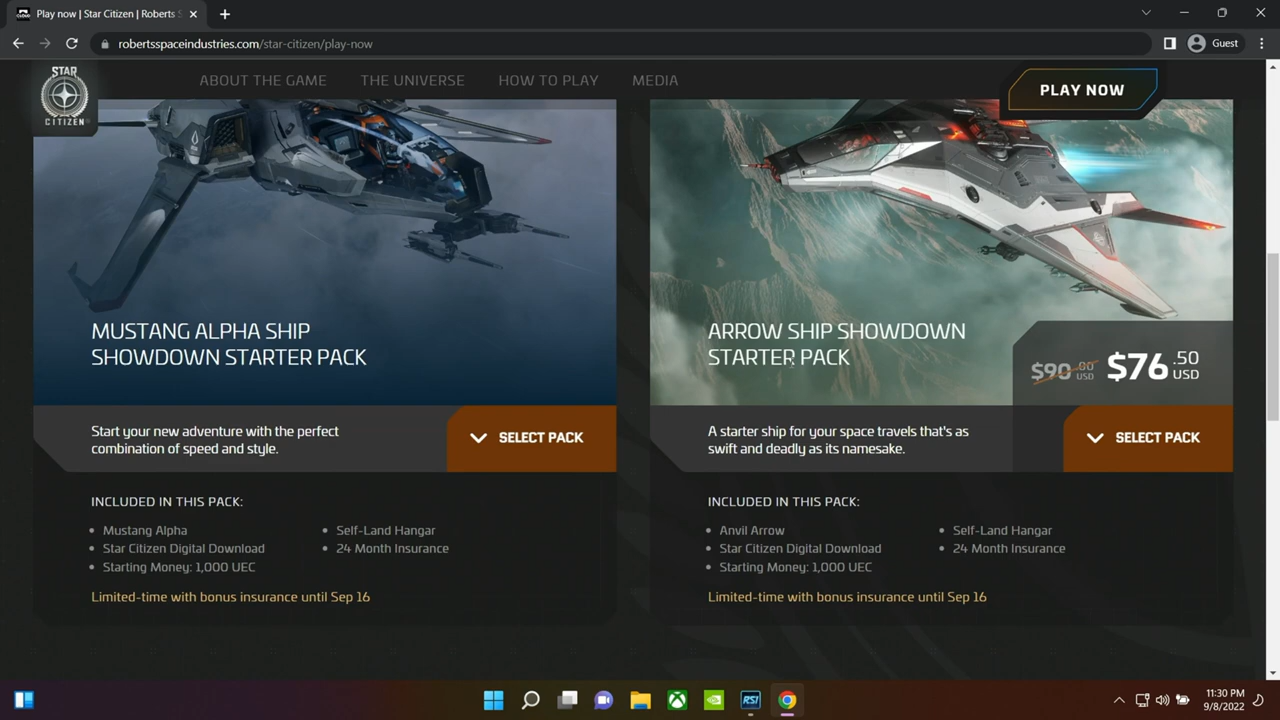 Play now | Star Citizen | Roberts S
robertsspaceindustries.com/star-citizen/play-now
Guest
STAR
CITIZEN
ABOUT THE GAME
THE UNIVERSE
HOW TO PLAY
MEDIA
PLAY NOW
MUSTANG ALPHA SHIP
SHOWDOWN STARTER PACK
Start your new adventure with the perfect
combination of speed and style.
SELECT PACK
INCLUDED IN THIS PACK:
• Mustang Alpha
• Star Citizen Digital Download
• Starting Money: 1,000 UEC
• Self-Land Hangar
• 24 Month Insurance
Limited-time with bonus insurance until Sep 16
ARROW SHIP SHOWDOWN
STARTER PACK
$90.00 USD $76.50 USD
A starter ship for your space travels that's as
swift and deadly as its namesake.
SELECT PACK
INCLUDED IN THIS PACK:
• Anvil Arrow
• Star Citizen Digital Download
• Starting Money: 1,000 UEC
• Self-Land Hangar
• 24 Month Insurance
Limited-time with bonus insurance until Sep 16
RSI
11:30 PM
9/8/2022